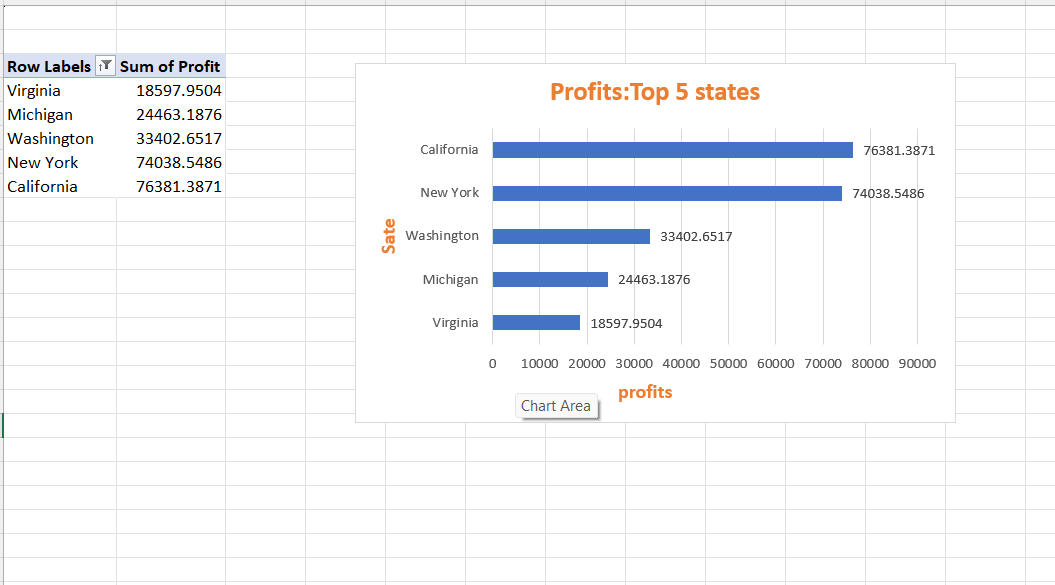 Row Labels Sum of Profit
Virginia 18597.9504
Michigan 24463.1876
Washington 33402.6517
New York 74038.5486
California 76381.3871
Profits:Top 5 states
California 76381.3871
New York 74038.5486
Sate
Washington 33402.6517
Michigan 24463.1876
Virginia 18597.9504
0 10000 20000 30000 40000 50000 60000 70000 80000 90000
profits
Chart Area